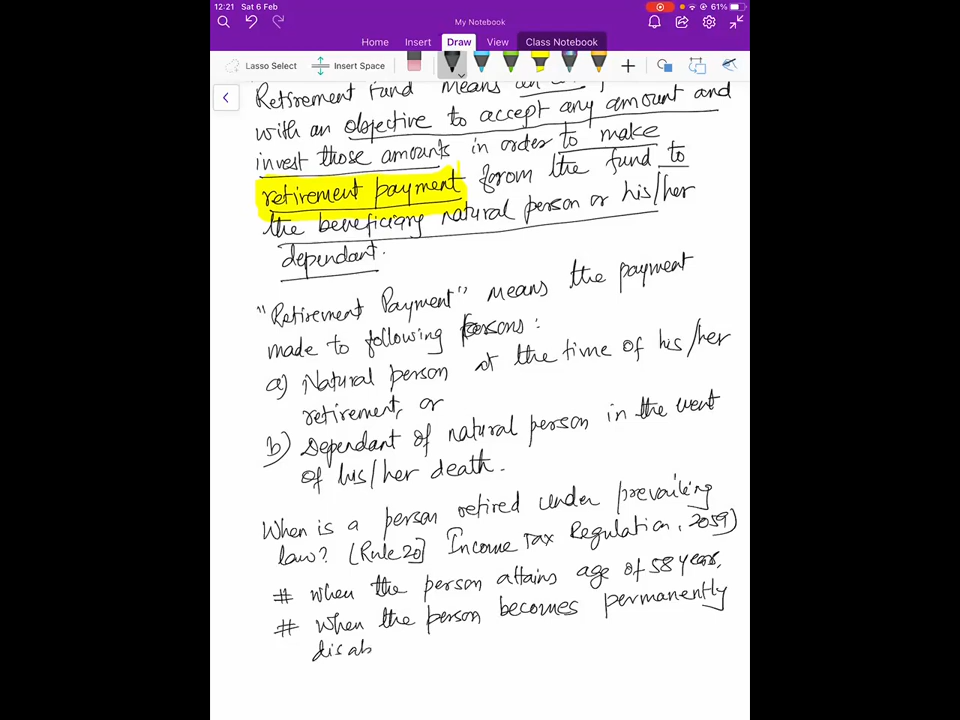 12:21 Sat 6 Feb
61%
My Notebook
Home Insert Draw View Class Notebook
Lasso Select Insert Space
Retirement Fund means
with an objective to accept any amount and
invest those amounts in order to make
retirement payment from the fund to
the beneficiary natural person or his/her
dependant.
"Retirement Payment" means the payment
made to following persons:
a) Natural person at the time of his/her
retirement, or
b) Dependant of natural person in the event
of his/her death.
When is a person retired under prevailing
law? [Rule 20] Income Tax Regulation, 2059)
# when the person attains age of 58 years,
# when the person becomes permanently
disab